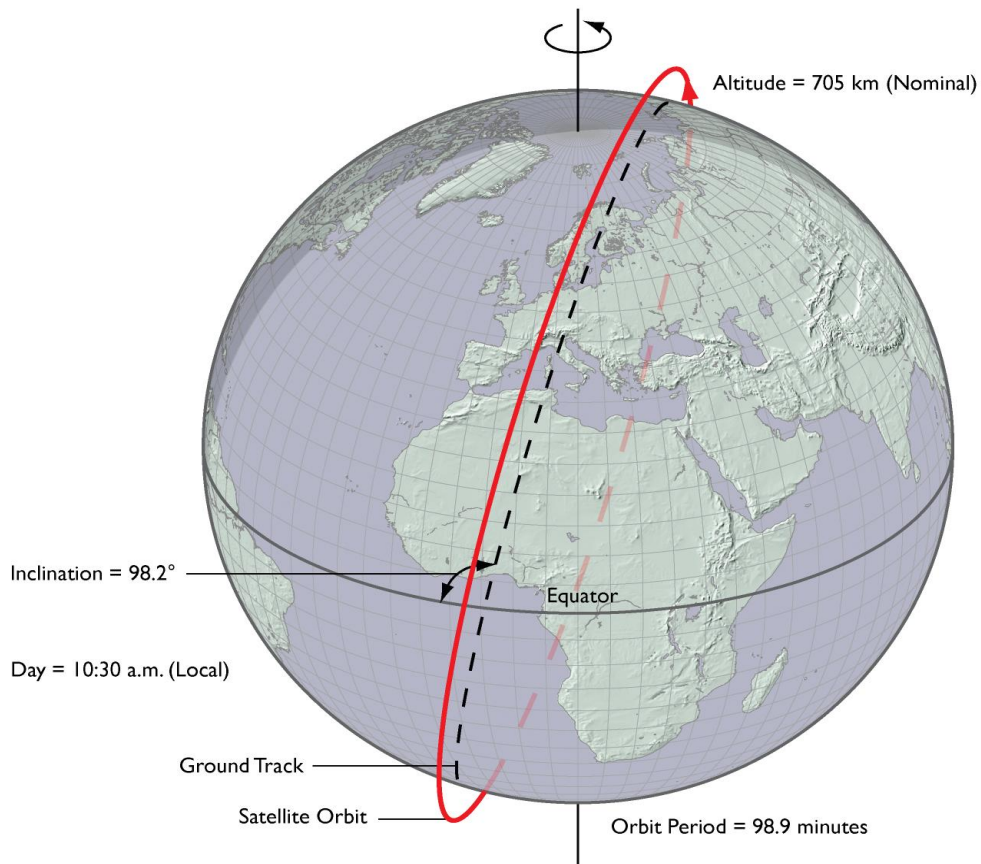 Altitude = 705 km (Nominal)
Inclination = 98.2°
Equator
Day = 10:30 a.m. (Local)
Ground Track
Satellite Orbit
Orbit Period = 98.9 minutes